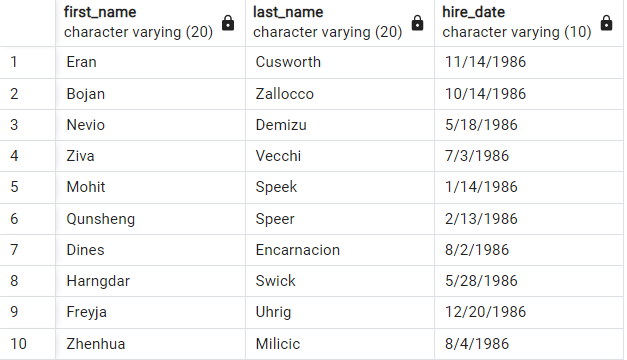 first_name last_name hire_date
character varying (20) character varying (20) character varying (10)
1 Eran Cusworth 11/14/1986
2 Bojan Zallocco 10/14/1986
3 Nevio Demizu 5/18/1986
4 Ziva Vecchi 7/3/1986
5 Mohit Speek 1/14/1986
6 Qunsheng Speer 2/13/1986
7 Dines Encarnacion 8/2/1986
8 Harngdar Swick 5/28/1986
9 Freyja Uhrig 12/20/1986
10 Zhenhua Milicic 8/4/1986